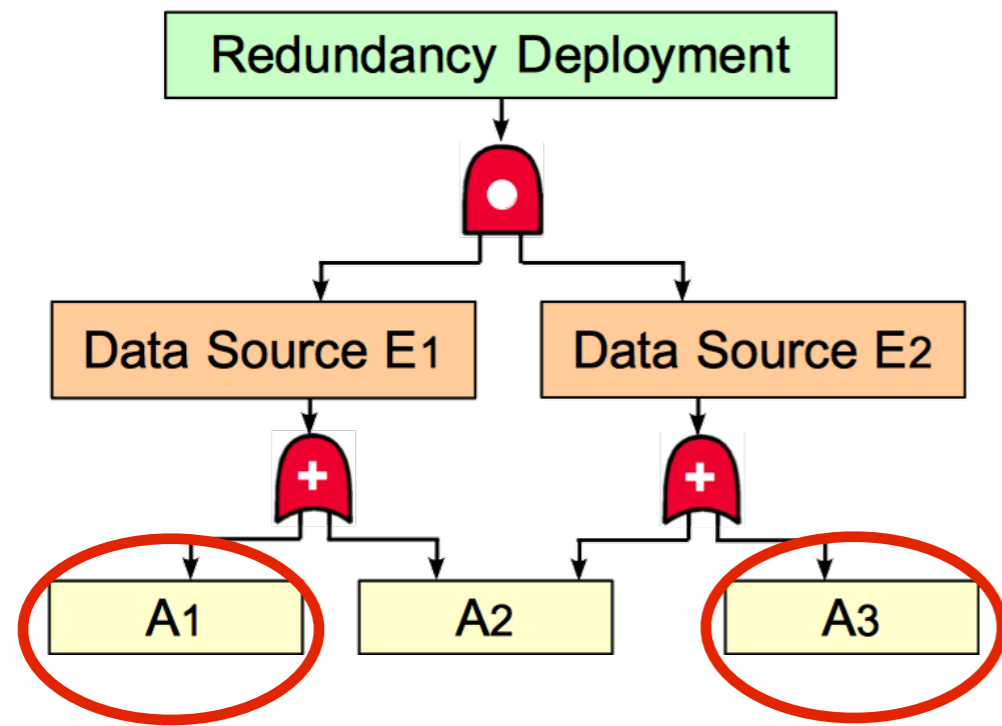 Redundancy Deployment
Data Source E1
Data Source E2
+
+
A1
A2
A3